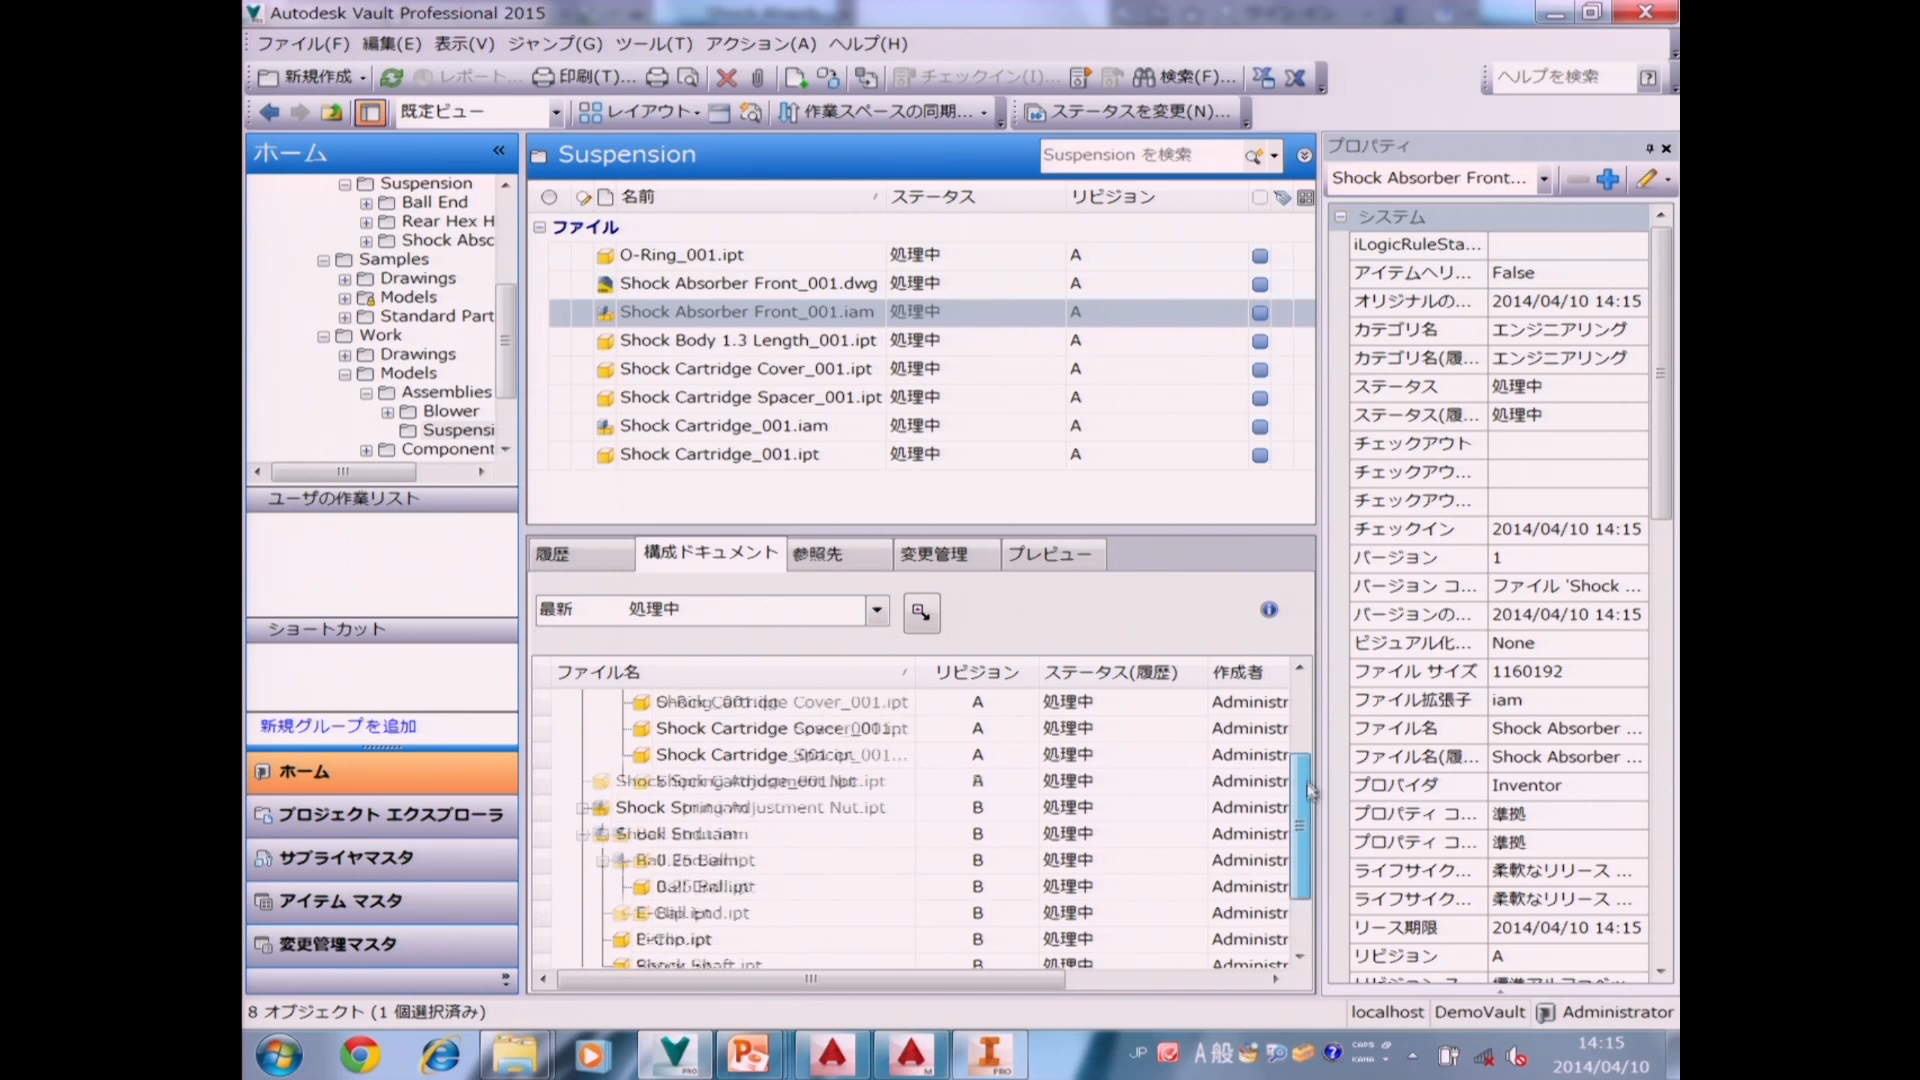 Autodesk Vault Professional 2015
ファイル(F) 編集(E) 表示(V) ジャンプ(G) ツール(T) アクション(A) ヘルプ(H)
新規作成 レポート... 印刷(T)... チェックイン(I)... 検索(F)... ヘルプを検索
既定ビュー レイアウト 作業スペースの同期... ステータスを変更(N)...
ホーム
Suspension
Ball End
Rear Hex H
Shock Absc
Samples
Drawings
Models
Standard Part
Work
Drawings
Models
Assemblies
Blower
Suspensi
Component
ユーザの作業リスト
ショートカット
新規グループを追加
ホーム
プロジェクト エクスプローラ
サプライヤマスタ
アイテム マスタ
変更管理マスタ
Suspension Suspension を検索
名前 ステータス リビジョン
ファイル
O-Ring_001.ipt 処理中 A
Shock Absorber Front_001.dwg 処理中 A
Shock Absorber Front_001.iam 処理中 A
Shock Body 1.3 Length_001.ipt 処理中 A
Shock Cartridge Cover_001.ipt 処理中 A
Shock Cartridge Spacer_001.ipt 処理中 A
Shock Cartridge_001.iam 処理中 A
Shock Cartridge_001.ipt 処理中 A
履歴 構成ドキュメント 参照先 変更管理 プレビュー
最新 処理中
ファイル名 リビジョン ステータス(履歴) 作成者
A 処理中 Administr
Shock Cartridge A 処理中 Administr
Shock Cartridge A 処理中 Administr
処理中 Administr
Adjustment Nut.ipt B 処理中 Administr
B 処理中 Administr
B 処理中 Administr
B 処理中 Administr
B 処理中 Administr
B 処理中 Administr
プロパティ
Shock Absorber Front...
システム
iLogicRuleSta...
アイテムへリ... False
オリジナルの... 2014/04/10 14:15
カテゴリ名 エンジニアリング
カテゴリ名(履... エンジニアリング
ステータス 処理中
ステータス(履... 処理中
チェックアウト
チェックアウ...
チェックアウ...
チェックイン 2014/04/10 14:15
バージョン 1
バージョン コ... ファイル 'Shock ...
バージョンの... 2014/04/10 14:15
ビジュアル化... None
ファイル サイズ 1160192
ファイル拡張子 iam
ファイル名 Shock Absorber ...
ファイル名(履... Shock Absorber ...
プロバイダ Inventor
プロパティ コ... 準拠
プロパティ コ... 準拠
ライフサイク... 柔軟なリリース ...
ライフサイク... 柔軟なリリース ...
リース期限 2014/04/10 14:15
リビジョン A
8 オブジェクト (1 個選択済み) localhost DemoVault Administrator
JP A 般 CAPS KANA 14:15
2014/04/10